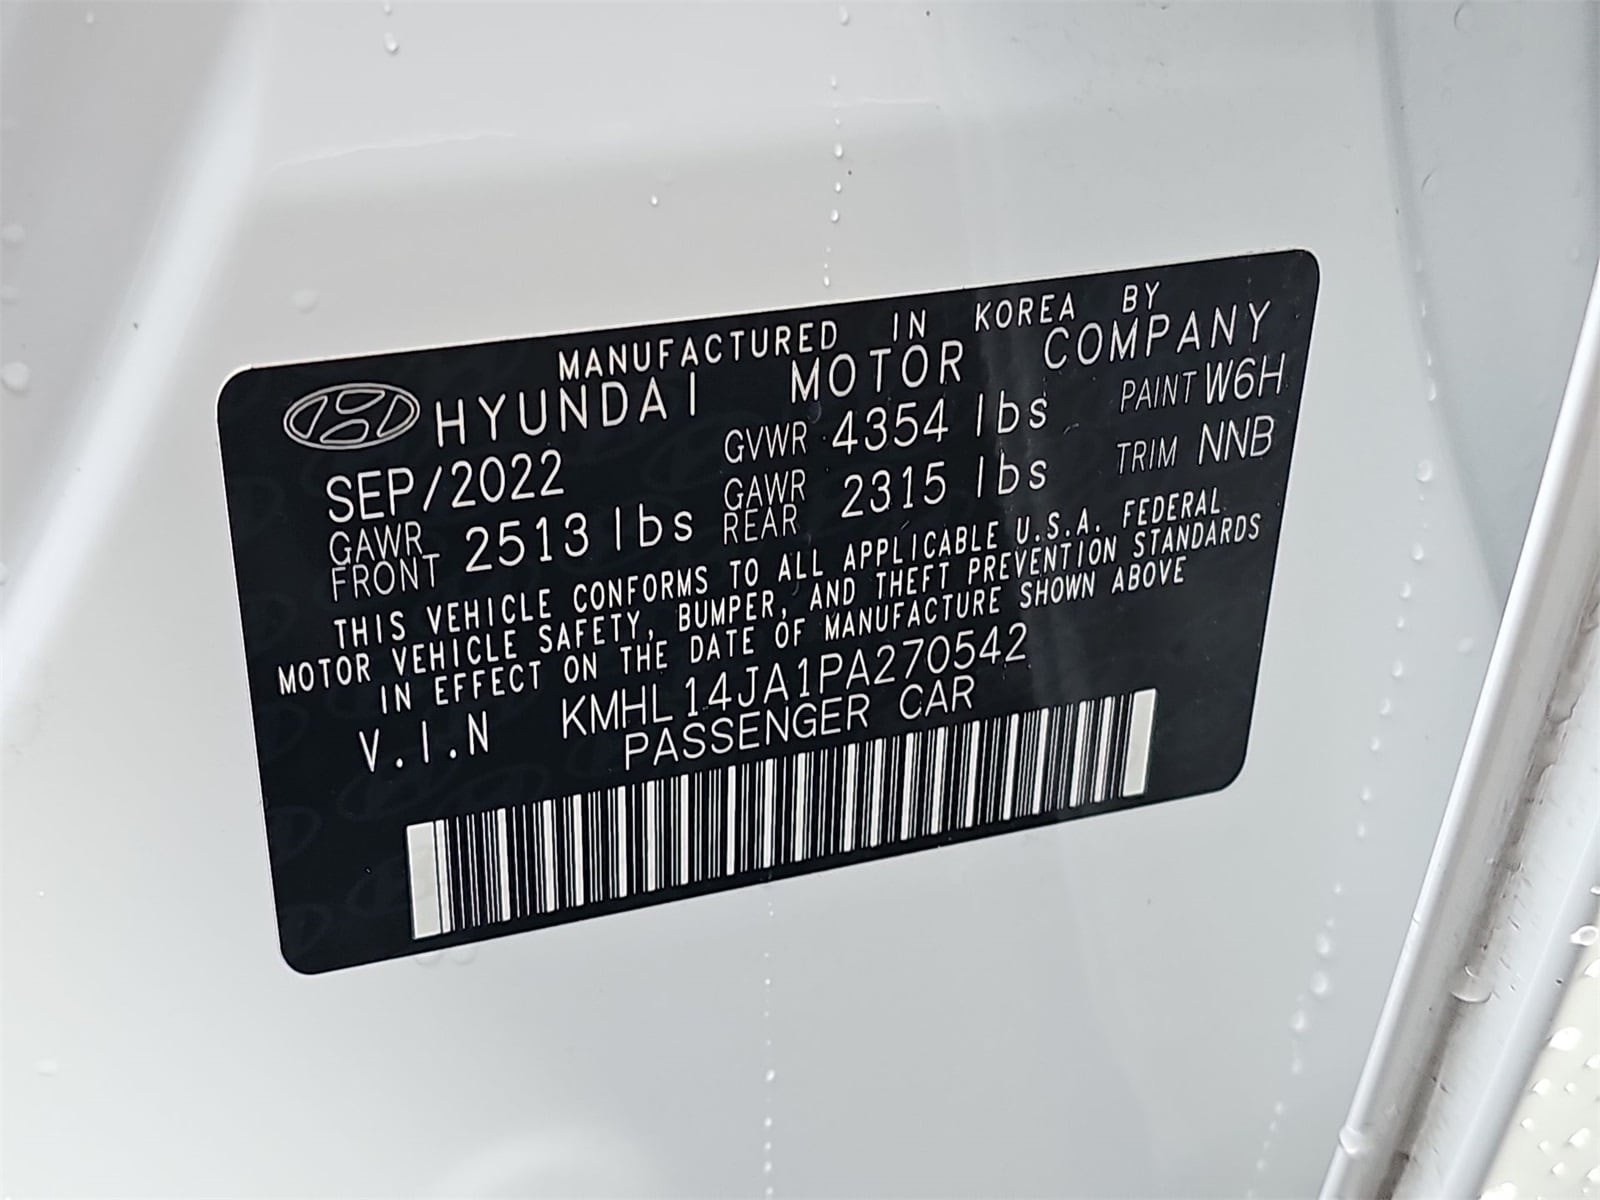 MANUFACTURED IN KOREA BY
HYUNDAI MOTOR COMPANY
SEP/2022 GVWR 4354 lbs PAINT W6H
GAWR FRONT 2513 lbs GAWR REAR 2315 lbs TRIM NNB
THIS VEHICLE CONFORMS TO ALL APPLICABLE U.S.A. FEDERAL
MOTOR VEHICLE SAFETY, BUMPER, AND THEFT PREVENTION STANDARDS
IN EFFECT ON THE DATE OF MANUFACTURE SHOWN ABOVE
V.I.N KMHL14JA1PA270542
PASSENGER CAR